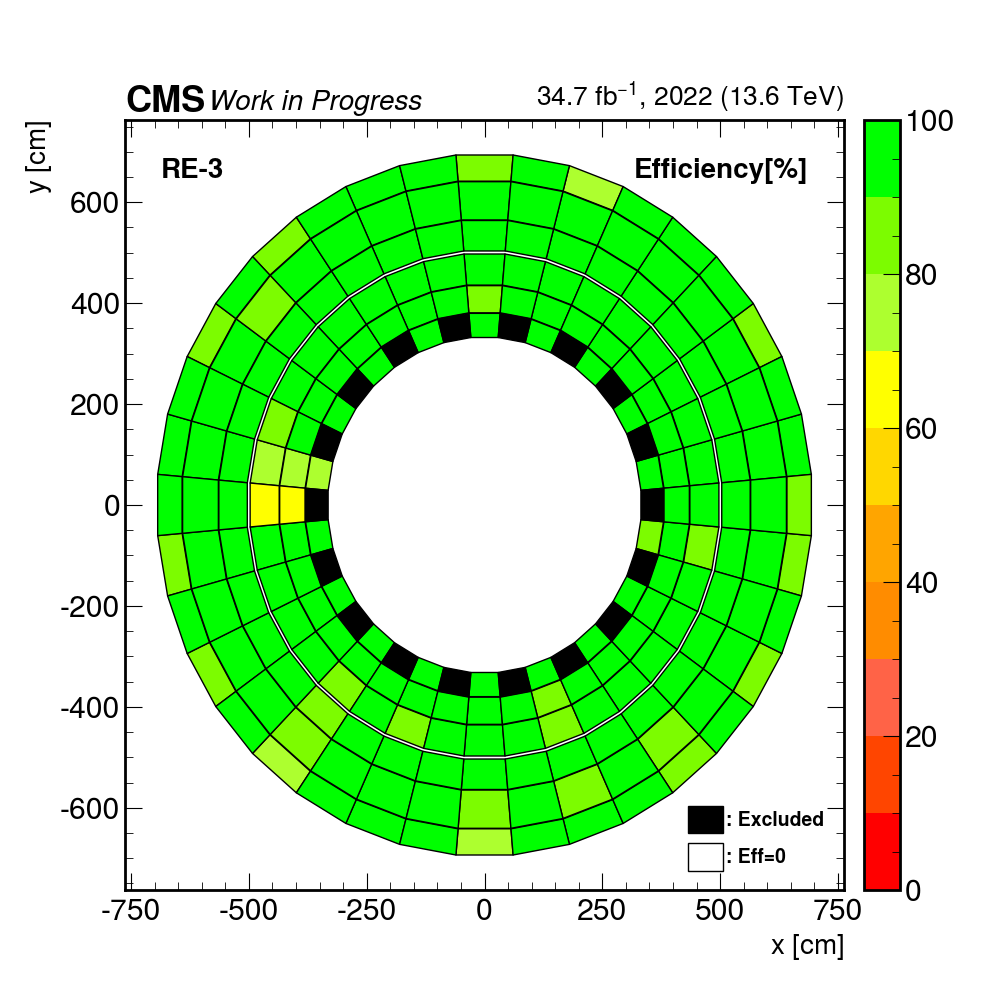 CMS Work in Progress 34.7 fb⁻¹, 2022 (13.6 TeV)
y [cm]
RE-3 Efficiency[%]
600
400
200
0
-200
-400
-600
: Excluded
: Eff=0
-750 -500 -250 0 250 500 750
x [cm]
100
80
60
40
20
0